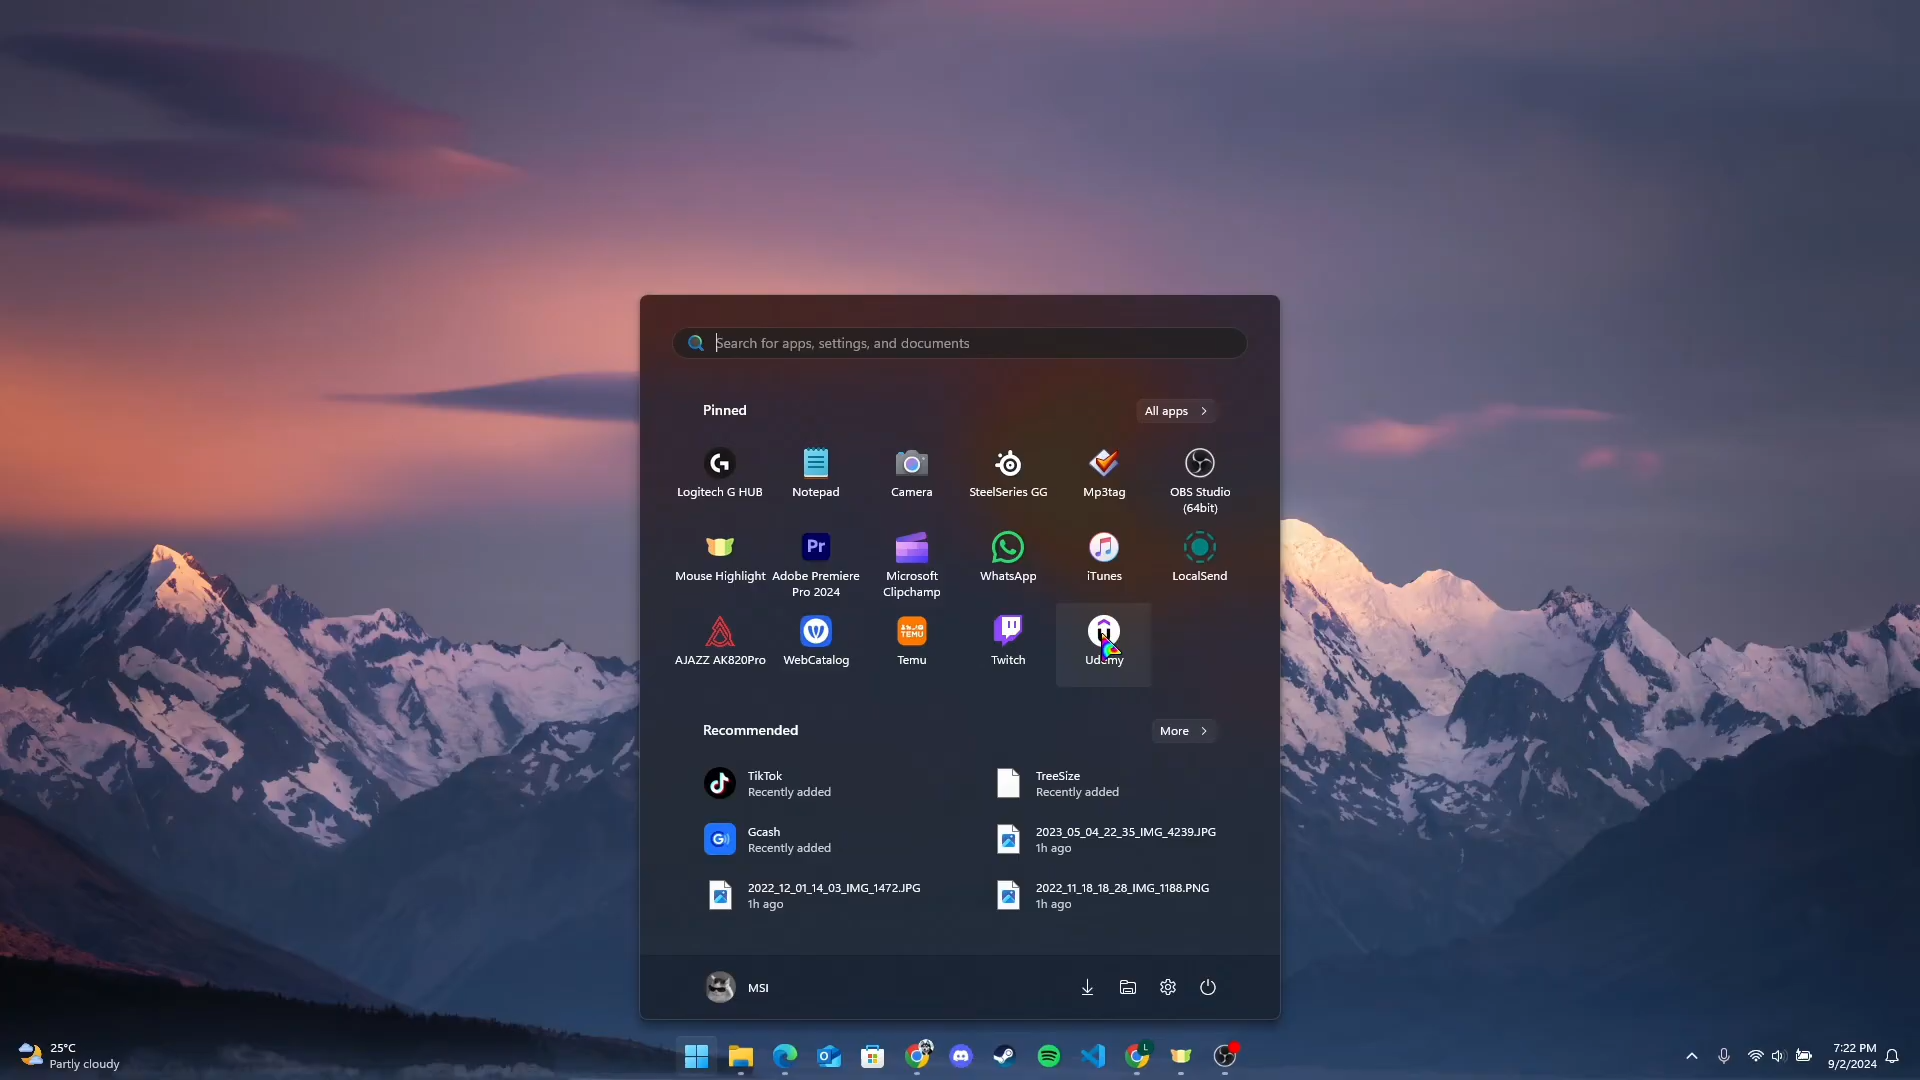 Search for apps, settings, and documents
Pinned
All apps
Logitech G HUB
Notepad
Camera
SteelSeries GG
Mp3tag
OBS Studio
(64bit)
Mouse Highlight
Pr
Adobe Premiere
Pro 2024
Microsoft
Clipchamp
WhatsApp
iTunes
LocalSend
AJAZZ AK820Pro
WebCatalog
TEMU
Temu
Twitch
Udemy
Recommended
More
TikTok
Recently added
TreeSize
Recently added
Gcash
Recently added
2023_05_04_22_35_IMG_4239.JPG
1h ago
2022_12_01_14_03_IMG_1472.JPG
1h ago
2022_11_18_18_28_IMG_1188.PNG
1h ago
MSI
25°C
Partly cloudy
L
7:22 PM
9/2/2024